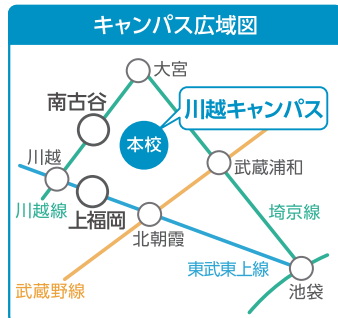 キャンパス広域図
大宮
南古谷
川越キャンパス
本校
川越
武蔵浦和
川越線
上福岡
埼京線
北朝霞
東武東上線
武蔵野線
池袋